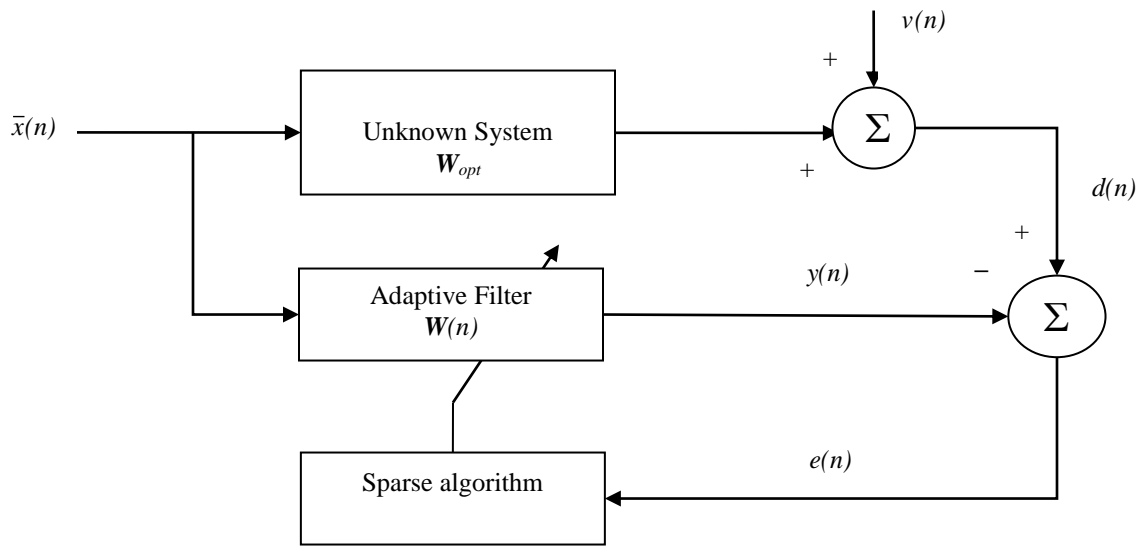 v(n)
+
x̄(n)
Unknown System
W_opt
Σ
+
d(n)
+
Adaptive Filter
W(n)
y(n)
−
Σ
Sparse algorithm
e(n)